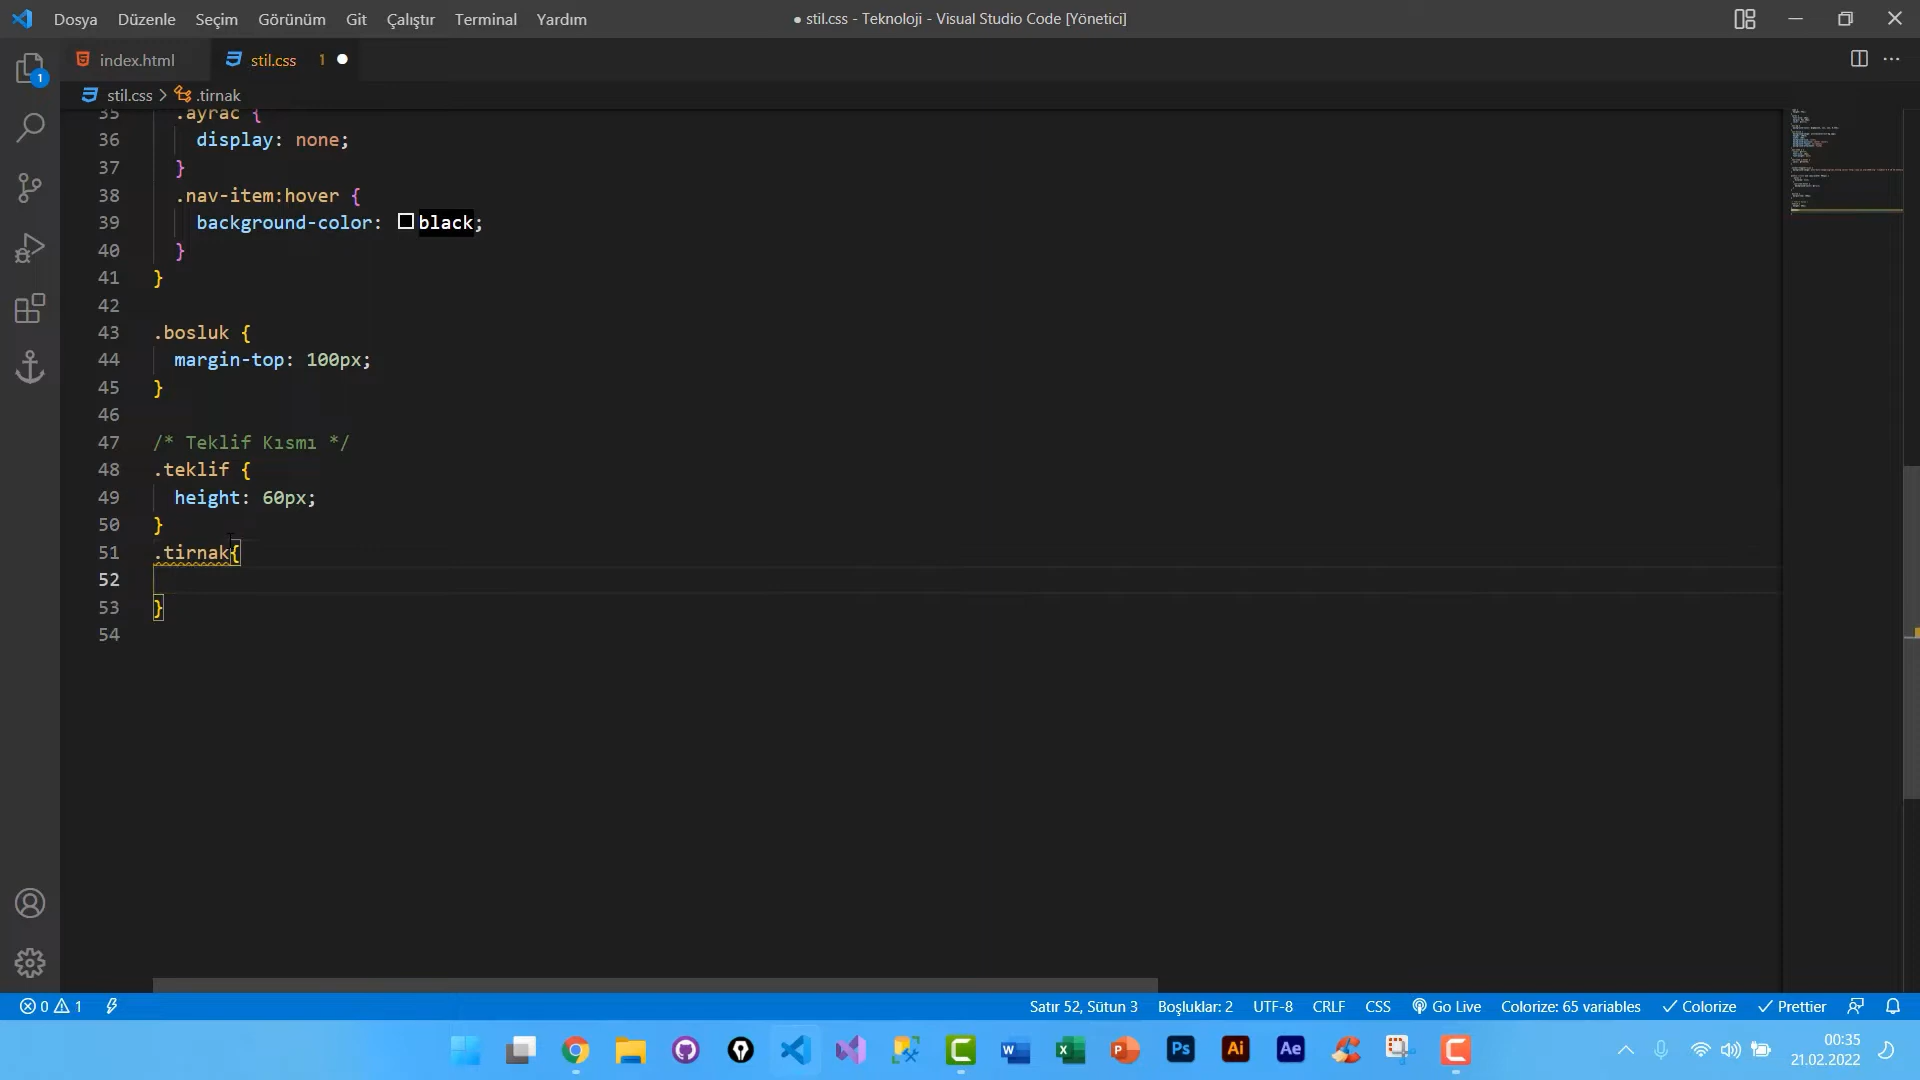 Dosya Düzenle Seçim Görünüm Git Çalıştır Terminal Yardım
● stil.css - Teknoloji - Visual Studio Code [Yönetici]
1
index.html
stil.css 1 ●
stil.css > .tirnak
35 .ayrac {
36 display: none;
37 }
38 .nav-item:hover {
39 background-color: black;
40 }
41 }
42
43 .bosluk {
44 margin-top: 100px;
45 }
46
47 /* Teklif Kısmı */
48 .teklif {
49 height: 60px;
50 }
51 .tirnak{
52
53 }
54
0 1
Satır 52, Sütun 3 Boşluklar: 2 UTF-8 CRLF CSS Go Live Colorize: 65 variables Colorize Prettier
W X P Ps Ai Ae
00:35
21.02.2022